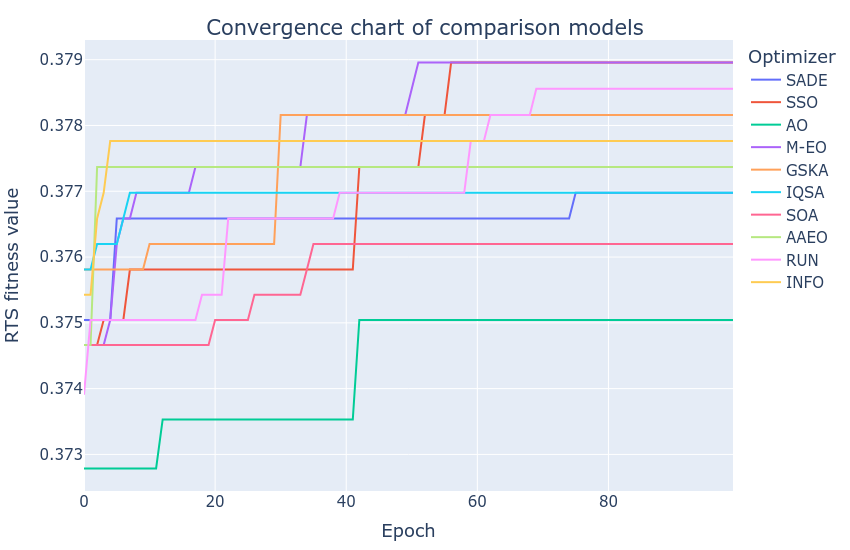 Convergence chart of comparison models
RTS fitness value
0.379
0.378
0.377
0.376
0.375
0.374
0.373
0
20
40
60
80
Epoch
Optimizer
SADE
SSO
AO
M-EO
GSKA
IQSA
SOA
AAEO
RUN
INFO